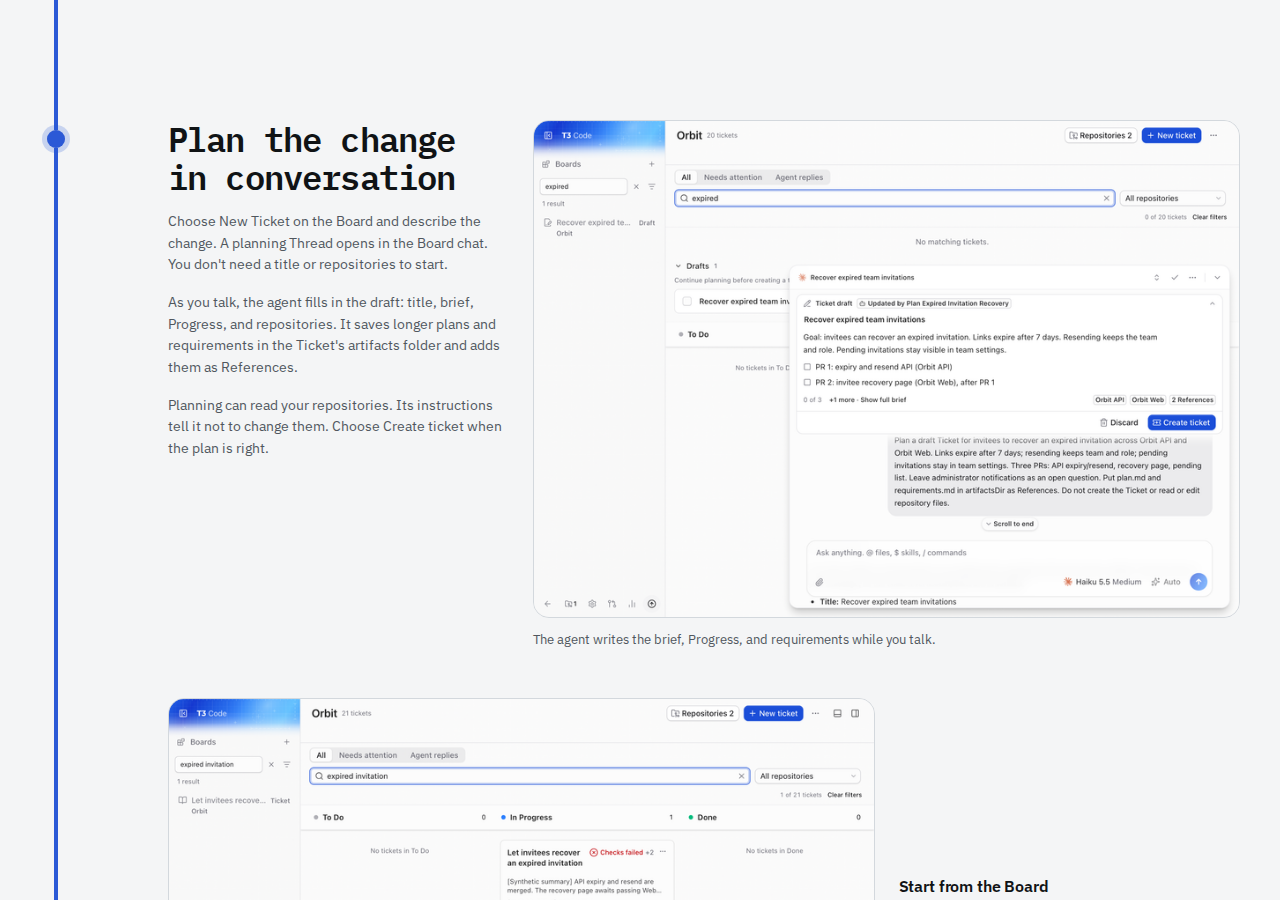 Plan the change
in conversation
Choose New Ticket on the Board and describe the
change. A planning Thread opens in the Board chat.
You don't need a title or repositories to start.
As you talk, the agent fills in the draft: title, brief,
Progress, and repositories. It saves longer plans and
requirements in the Ticket's artifacts folder and adds
them as References.
Planning can read your repositories. Its instructions
tell it not to change them. Choose Create ticket when
the plan is right.
T3 Code
Boards
expired
1 result
Recover expired te... Draft
Orbit
1
Orbit 20 tickets
Repositories 2
New ticket
All Needs attention Agent replies
expired
All repositories
0 of 20 tickets Clear filters
No matching tickets.
Drafts 1
Continue planning before creating a t
Recover expired team inv
To Do
No tickets in To D
Recover expired team invitations
Ticket draft Updated by Plan Expired Invitation Recovery
Recover expired team invitations
Goal: invitees can recover an expired invitation. Links expire after 7 days. Resending keeps the team
and role. Pending invitations stay visible in team settings.
PR 1: expiry and resend API (Orbit API)
PR 2: invitee recovery page (Orbit Web), after PR 1
0 of 3 +1 more · Show full brief Orbit API Orbit Web 2 References
Discard Create ticket
Plan a draft Ticket for invitees to recover an expired invitation across Orbit API and
Orbit Web. Links expire after 7 days; resending keeps team and role; pending
invitations stay in team settings. Three PRs: API expiry/resend, recovery page, pending
list. Leave administrator notifications as an open question. Put plan.md and
requirements.md in artifactsDir as References. Do not create the Ticket or read or edit
repository files.
Scroll to end
Ask anything. @ files, $ skills, / commands
Haiku 5.5 Medium Auto
• Title: Recover expired team invitations
The agent writes the brief, Progress, and requirements while you talk.
T3 Code
Boards
expired invitation
1 result
Let invitees recove... Ticket
Orbit
Orbit 21 tickets
Repositories 2
New ticket
All Needs attention Agent replies
expired invitation
All repositories
1 of 21 tickets Clear filters
To Do 0 In Progress 1 Done 0
No tickets in To Do
Let invitees recover
an expired invitation
Checks failed +2
[Synthetic summary] API expiry and resend are
merged. The recovery page awaits passing Web...
No tickets in Done
Start from the Board